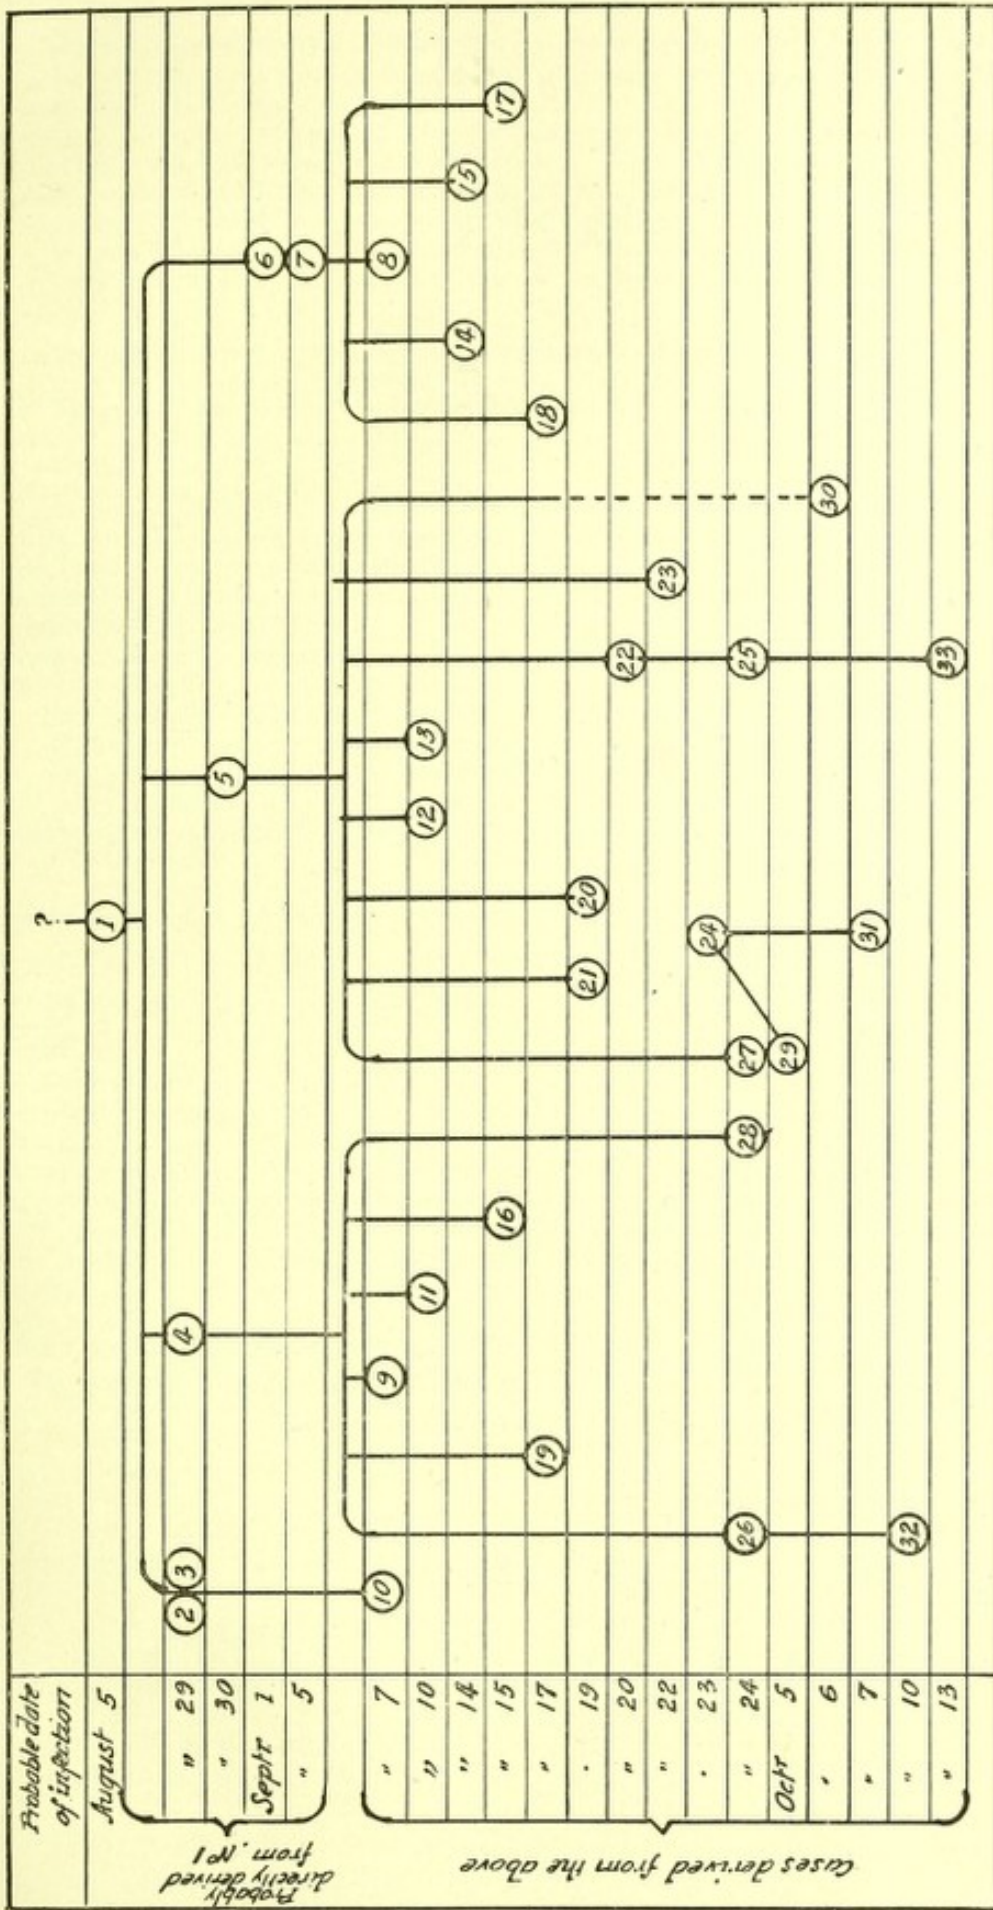 Probable date
of infection
?
August 5
1
" 29
2 3 4
" 30
5
Septr 1
6
" 5
7
" 7
10 9 8
" 10
11 12 13
" 14
14 15
" 15
16 17
" 17
19 18
" 19
21 20
" 20
22
" 22
23
" 23
24
" 24
26 28 27 25
Octr 5
29
" 6
30
" 7
31
" 10
32
" 13
33
Probably
directly derived
from Nº 1
Cases derived from the above